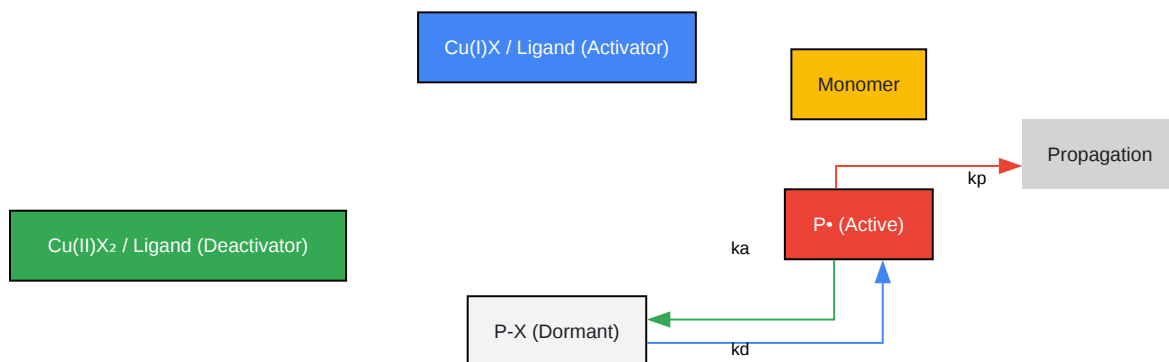 Cu(I)X / Ligand (Activator)
Monomer
Propagation
kp
P• (Active)
Cu(II)X₂ / Ligand (Deactivator)
ka
P-X (Dormant)
kd